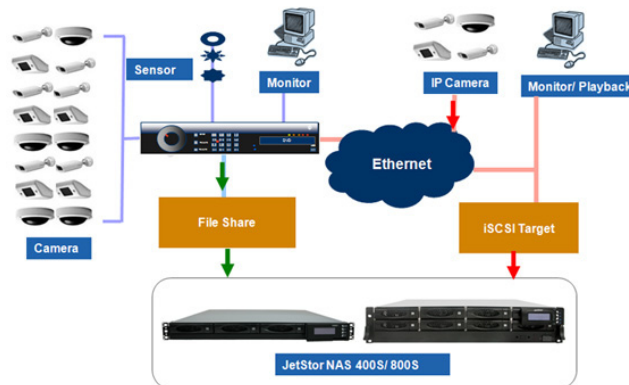 Sensor
Monitor
IP Camera
Monitor/ Playback
Ethernet
File Share
iSCSI Target
Camera
JetStor NAS 400S/ 800S